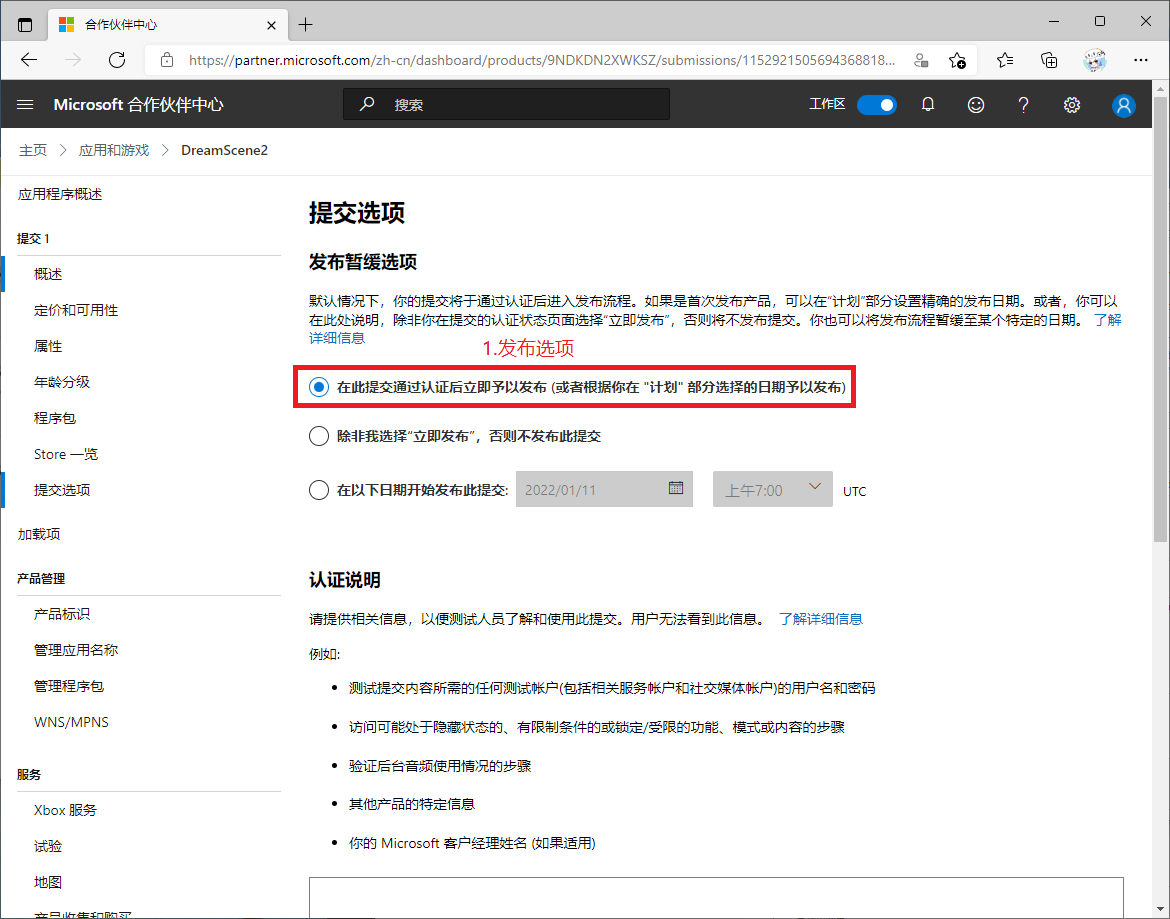 合作伙伴中心
https://partner.microsoft.com/zh-cn/dashboard/products/9NDKDN2XWKSZ/submissions/1152921505694368818...
Microsoft 合作伙伴中心
搜索
工作区
主页 > 应用和游戏 > DreamScene2
应用程序概述
提交 1
概述
定价和可用性
属性
年龄分级
程序包
Store 一览
提交选项
加载项
产品管理
产品标识
管理应用名称
管理程序包
WNS/MPNS
服务
Xbox 服务
试验
地图
产品收集和购买
提交选项
发布暂缓选项
默认情况下，你的提交将于通过认证后进入发布流程。如果是首次发布产品，可以在“计划”部分设置精确的发布日期。或者，你可以
在此处说明，除非你在提交的认证状态页面选择“立即发布”，否则将不发布提交。你也可以将发布流程暂缓至某个特定的日期。 了解
详细信息
1.发布选项
在此提交通过认证后立即予以发布 (或者根据你在 "计划" 部分选择的日期予以发布)
除非我选择“立即发布”，否则不发布此提交
在以下日期开始发布此提交: 2022/01/11 上午7:00 UTC
认证说明
请提供相关信息，以便测试人员了解和使用此提交。用户无法看到此信息。 了解详细信息
例如:
• 测试提交内容所需的任何测试帐户(包括相关服务帐户和社交媒体帐户)的用户名和密码
• 访问可能处于隐藏状态的、有限制条件的或锁定/受限的功能、模式或内容的步骤
• 验证后台音频使用情况的步骤
• 其他产品的特定信息
• 你的 Microsoft 客户经理姓名 (如果适用)